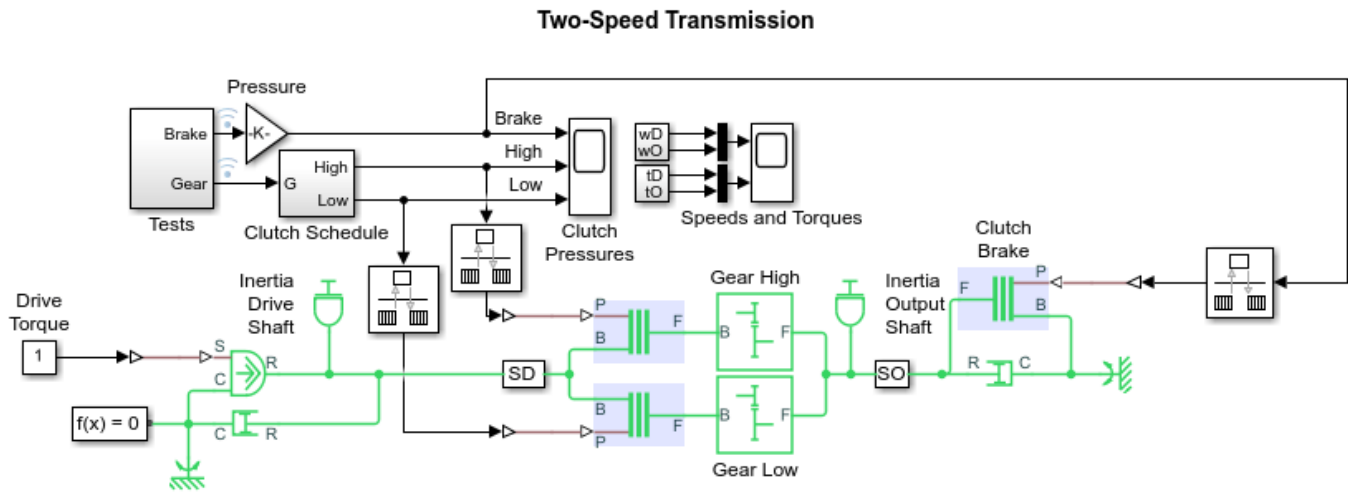 Two-Speed Transmission
Pressure
Brake
-K-
Brake
High
Low
Gear
G
High
Low
Tests
Clutch Schedule
Clutch
Pressures
wD
wO
tD
tO
Speeds and Torques
Clutch
Brake
Inertia
Drive
Shaft
Gear High
Inertia
Output
Shaft
F
P
B
Drive
Torque
1
S
C
R
P
B
F
B
F
SD
SO
R
C
f(x) = 0
C
R
B
P
F
B
F
Gear Low